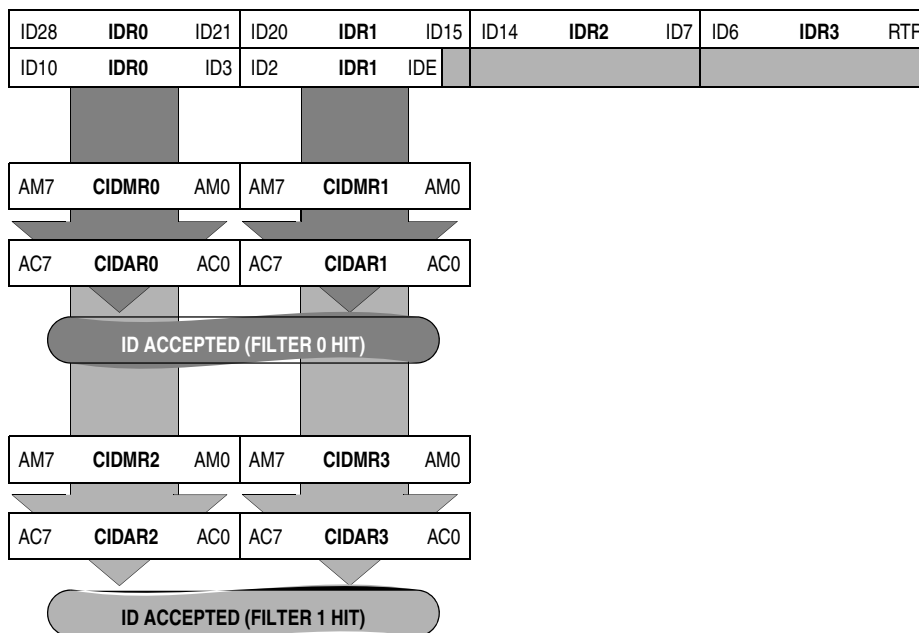 ID28 IDR0 ID21 ID20 IDR1 ID15 ID14 IDR2 ID7 ID6 IDR3 RTR
ID10 IDR0 ID3 ID2 IDR1 IDE
AM7 CIDMR0 AM0 AM7 CIDMR1 AM0
AC7 CIDAR0 AC0 AC7 CIDAR1 AC0
ID ACCEPTED (FILTER 0 HIT)
AM7 CIDMR2 AM0 AM7 CIDMR3 AM0
AC7 CIDAR2 AC0 AC7 CIDAR3 AC0
ID ACCEPTED (FILTER 1 HIT)